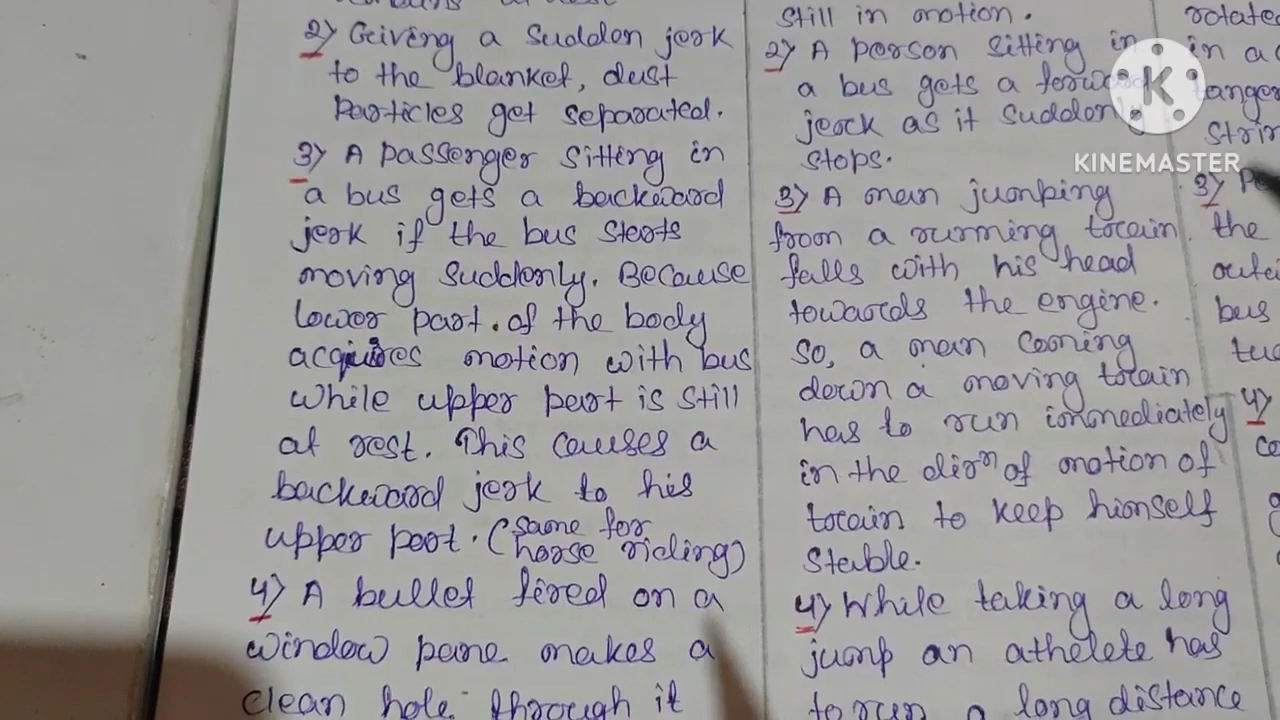 2) Giving a sudden jerk
to the blanket, dust
particles get separated.
3) A passenger sitting in
a bus gets a backward
jerk if the bus starts
moving suddenly. Because
lower part of the body
acquires motion with bus
while upper part is still
at rest. This causes a
backward jerk to his
upper part. (same for
horse riding)
4) A bullet fired on a
window pane makes a
clean hole through it
still in motion.
2) A person sitting in
a bus gets a forward
jerk as it suddenly
stops.
3) A man jumping
from a running train
falls with his head
towards the engine.
so, a man coming
down a moving train
has to run immediately
in the dirⁿ of motion of
train to keep himself
stable.
4) While taking a long
jump an athelete has
to run a long distance
rotated
in a
3)
the
bus
4)
KINEMASTER